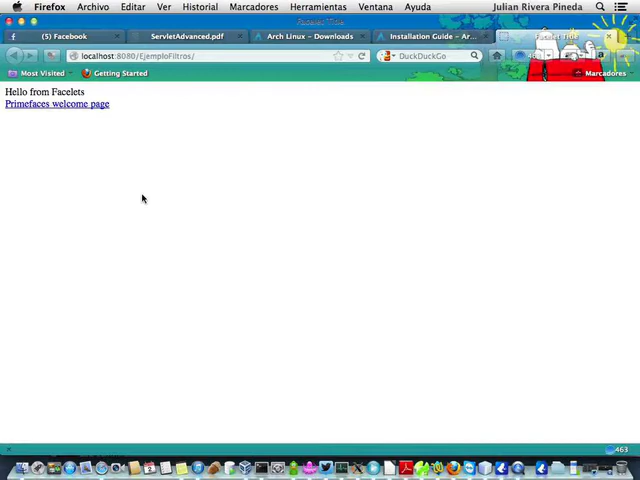 Firefox Archivo Editar Ver Historial Marcadores Herramientas Ventana Ayuda Julian Rivera Pineda
Facelet Title
(5) Facebook ServletAdvanced.pdf Arch Linux - Downloads Installation Guide - Ar... Facelet Title
localhost:8080/EjemploFiltros/ DuckDuckGo
Most Visited Getting Started Marcadores
Hello from Facelets
Primefaces welcome page
463